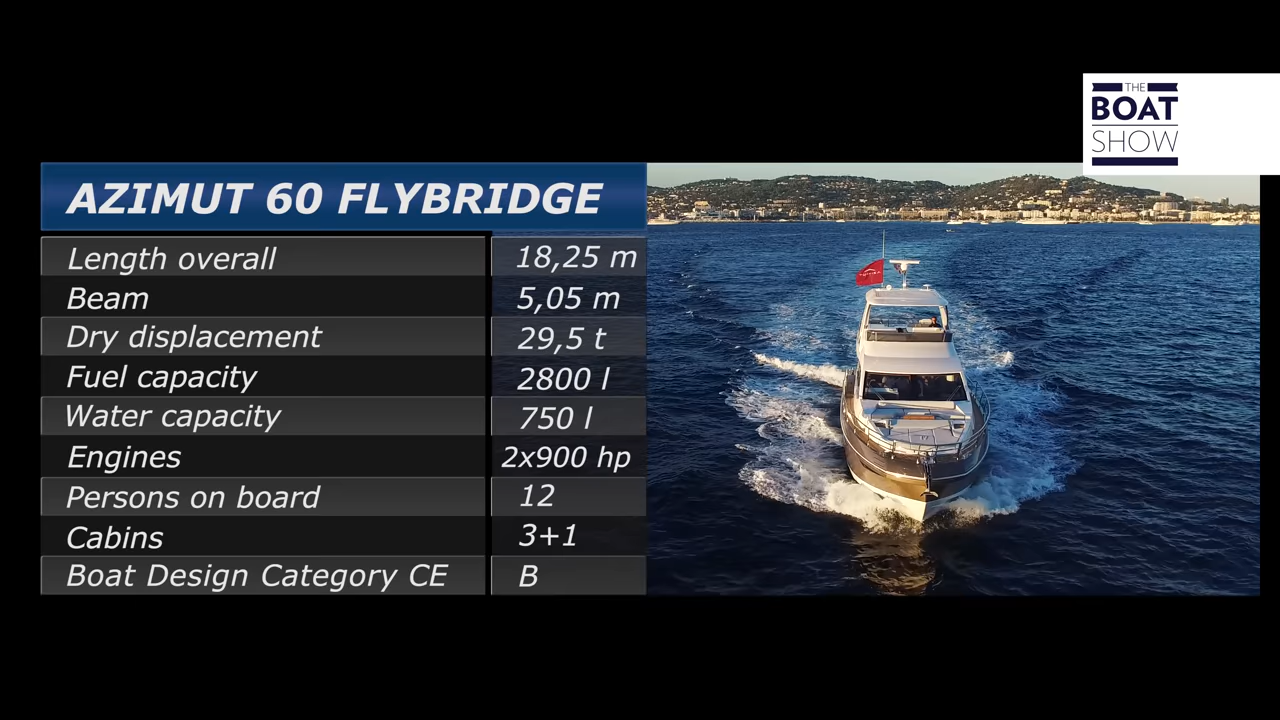 THE
BOAT
SHOW
AZIMUT 60 FLYBRIDGE
Length overall 18,25 m
Beam 5,05 m
Dry displacement 29,5 t
Fuel capacity 2800 l
Water capacity 750 l
Engines 2x900 hp
Persons on board 12
Cabins 3+1
Boat Design Category CE B